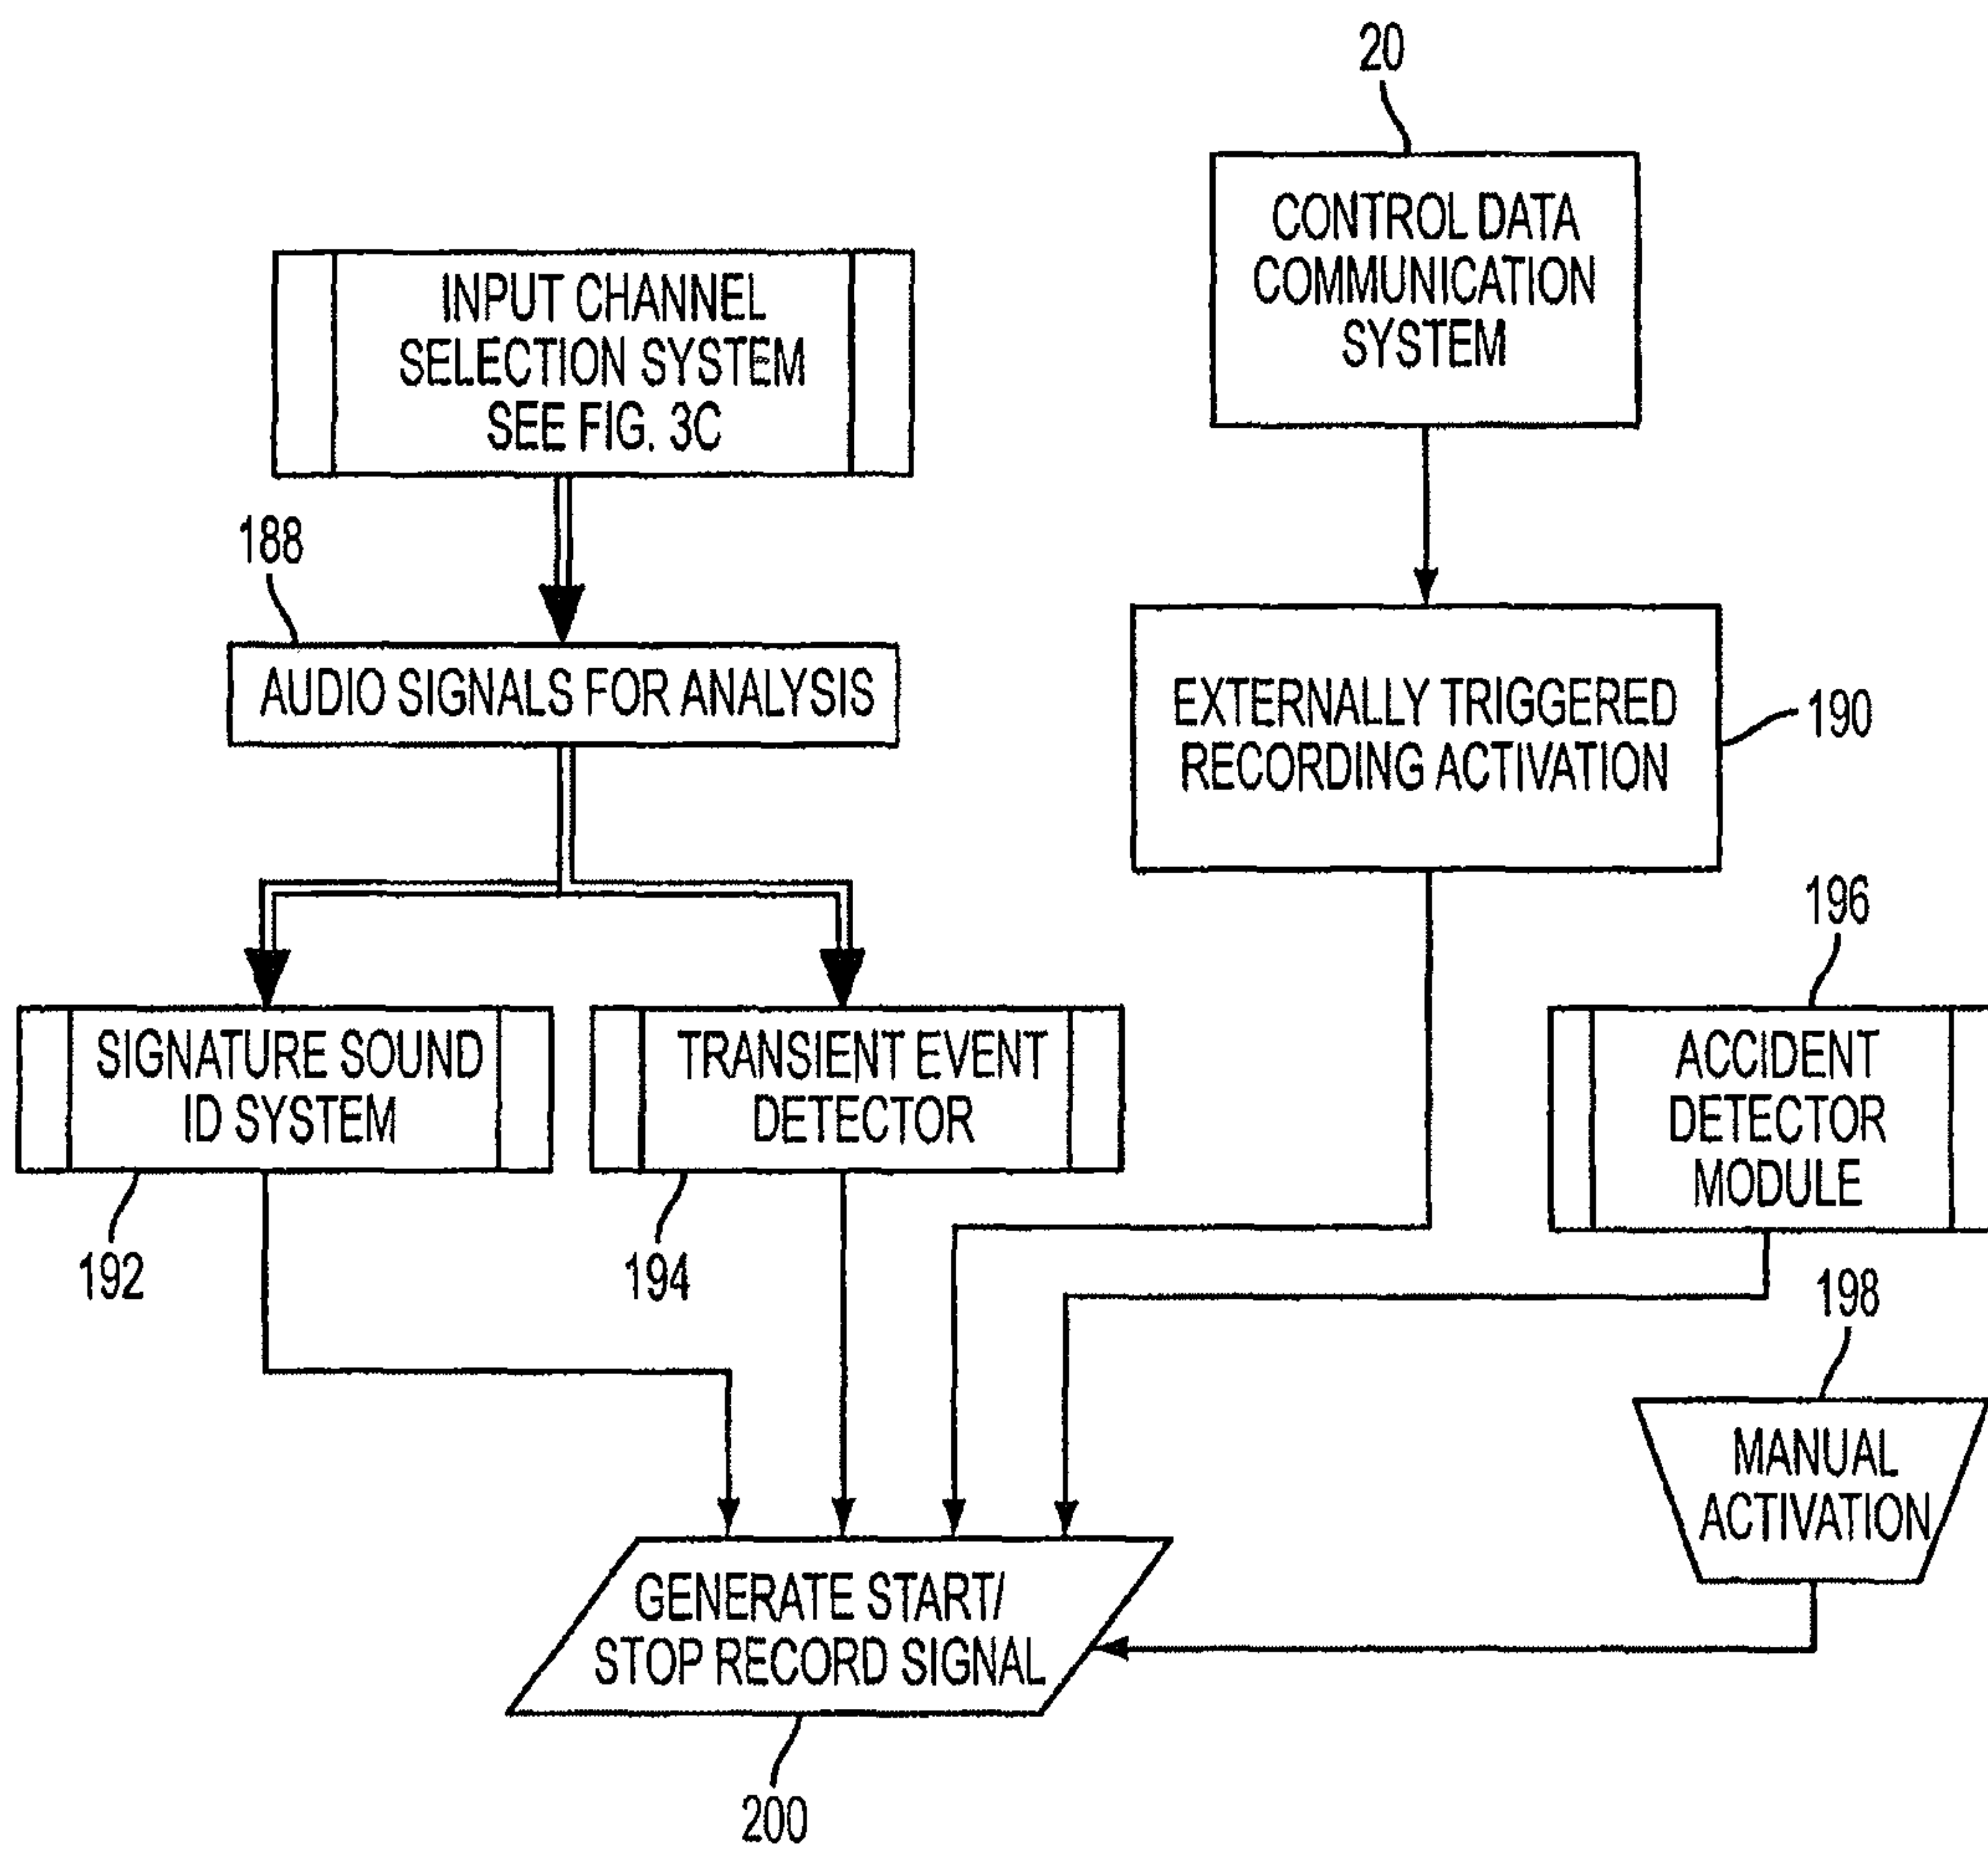 20
CONTROL DATA
COMMUNICATION
SYSTEM
INPUT CHANNEL
SELECTION SYSTEM
SEE FIG. 3C
188
AUDIO SIGNALS FOR ANALYSIS
EXTERNALLY TRIGGERED
RECORDING ACTIVATION
190
196
SIGNATURE SOUND
ID SYSTEM
192
TRANSIENT EVENT
DETECTOR
194
ACCIDENT
DETECTOR
MODULE
198
MANUAL
ACTIVATION
GENERATE START/
STOP RECORD SIGNAL
200